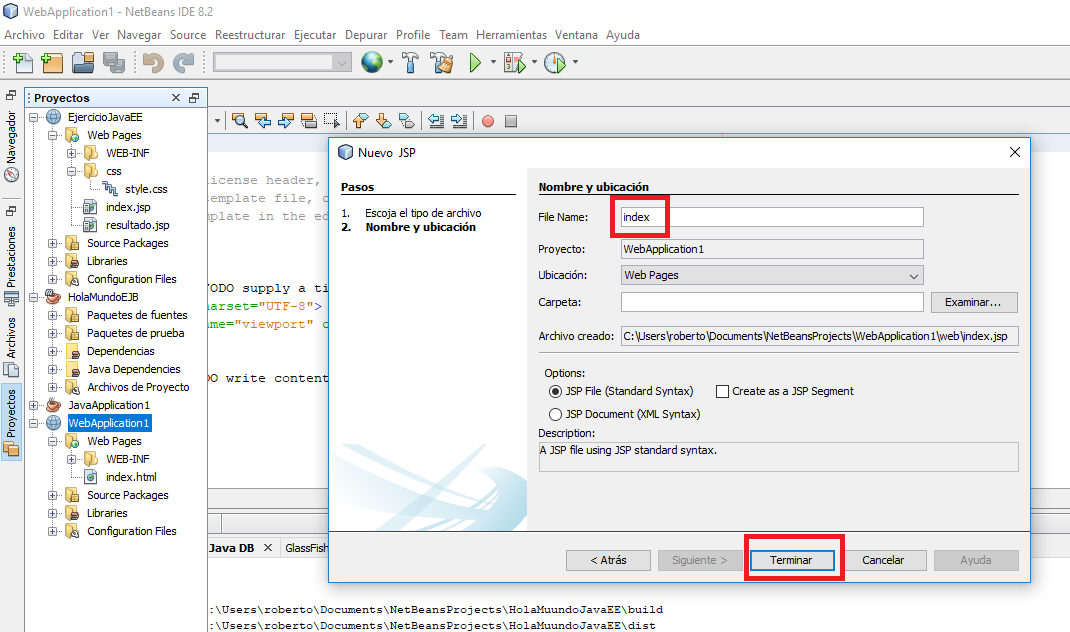 WebApplication1 - NetBeans IDE 8.2
Archivo Editar Ver Navegar Source Reestructurar Ejecutar Depurar Profile Team Herramientas Ventana Ayuda
Navegador
Prestaciones
Archivos
Proyectos
Proyectos
EjercicioJavaEE
Web Pages
WEB-INF
css
style.css
index.jsp
resultado.jsp
Source Packages
Libraries
Configuration Files
HolaMundoEJB
Paquetes de fuentes
Paquetes de prueba
Dependencias
Java Dependencies
Archivos de Proyecto
JavaApplication1
WebApplication1
Web Pages
WEB-INF
index.html
Source Packages
Libraries
Configuration Files
icense header,
emplate file,
mplate in the ed
TODO supply a ti
harset="UTF-8">
ame="viewport"
DO write content
Nuevo JSP
Pasos
1. Escoja el tipo de archivo
2. Nombre y ubicación
Nombre y ubicación
File Name: index
Proyecto: WebApplication1
Ubicación: Web Pages
Carpeta: Examinar...
Archivo creado: C:\Users\roberto\Documents\NetBeansProjects\WebApplication1\web\index.jsp
Options:
JSP File (Standard Syntax) Create as a JSP Segment
JSP Document (XML Syntax)
Description:
A JSP file using JSP standard syntax.
< Atrás Siguiente > Terminar Cancelar Ayuda
Java DB GlassFish
:\Users\roberto\Documents\NetBeansProjects\HolaMuundoJavaEE\build
:\Users\roberto\Documents\NetBeansProjects\HolaMuundoJavaEE\dist